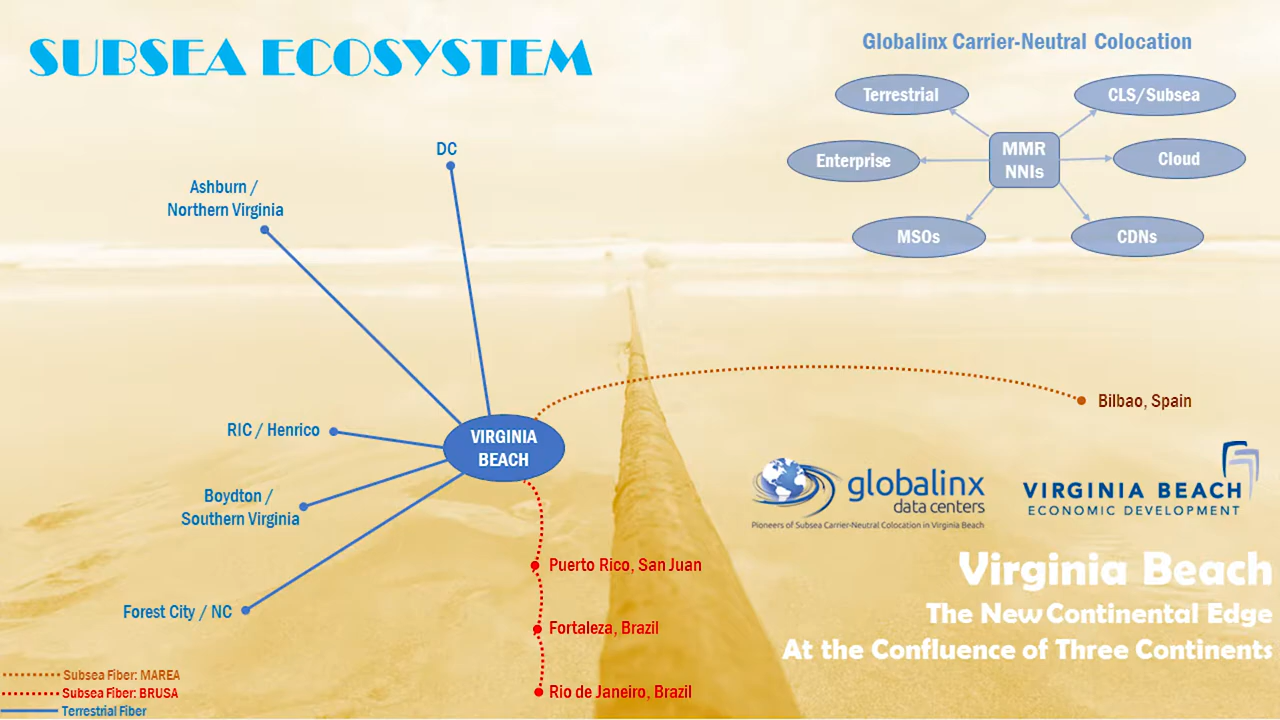 SUBSEA ECOSYSTEM
Globalinx Carrier-Neutral Colocation
Terrestrial
CLS/Subsea
MMR
NNIs
Enterprise
Cloud
MSOs
CDNs
DC
Ashburn /
Northern Virginia
RIC / Henrico
VIRGINIA
BEACH
Boydton /
Southern Virginia
Forest City / NC
Bilbao, Spain
Puerto Rico, San Juan
Fortaleza, Brazil
Rio de Janeiro, Brazil
globalinx
data centers
Pioneers of Subsea Carrier-Neutral Colocation in Virginia Beach
VIRGINIA BEACH
ECONOMIC DEVELOPMENT
Virginia Beach
The New Continental Edge
At the Confluence of Three Continents
Subsea Fiber: MAREA
Subsea Fiber: BRUSA
Terrestrial Fiber